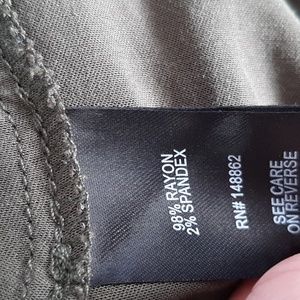 98% RAYON
2% SPANDEX
RN# 148862
SEE CARE
ON REVERSE